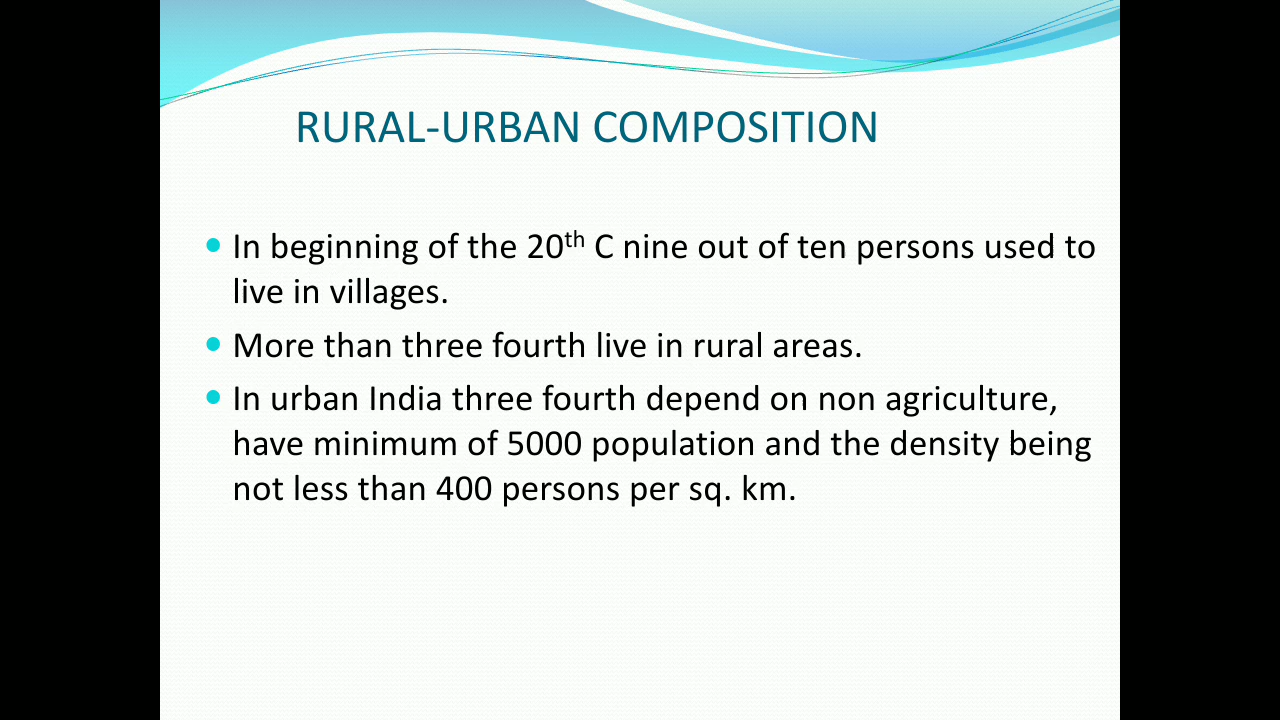 RURAL-URBAN COMPOSITION
• In beginning of the 20th C nine out of ten persons used to
live in villages.
• More than three fourth live in rural areas.
• In urban India three fourth depend on non agriculture,
have minimum of 5000 population and the density being
not less than 400 persons per sq. km.